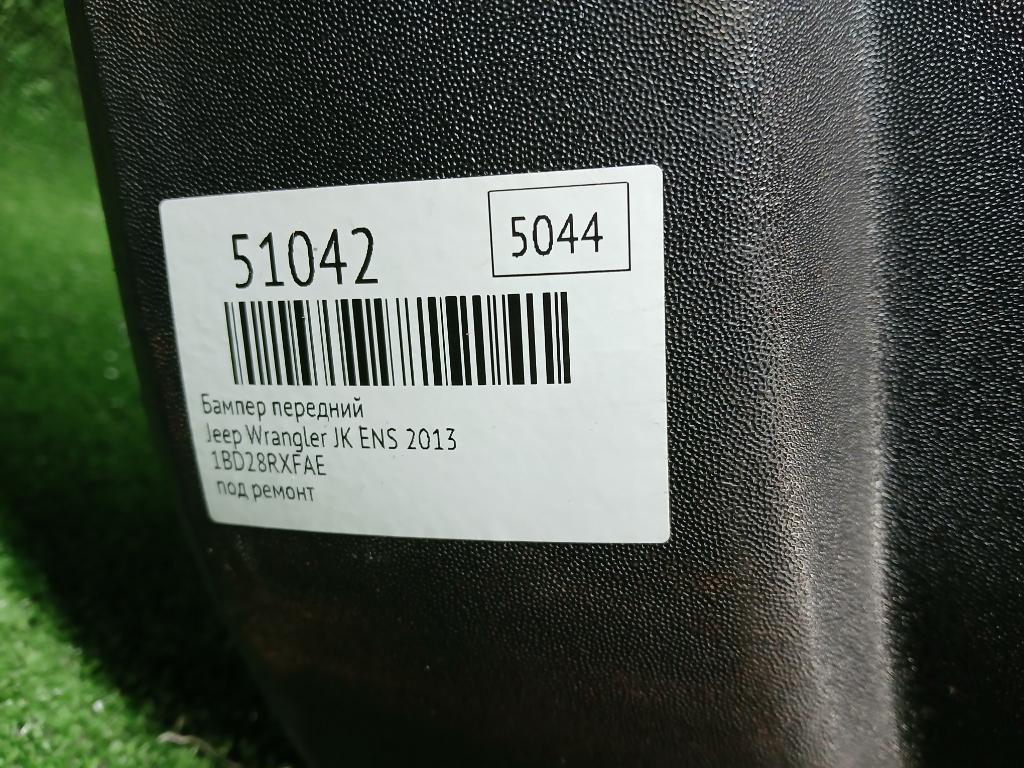 51042
5044
Бампер передний
Jeep Wrangler JK ENS 2013
1BD28RXFAE
под ремонт